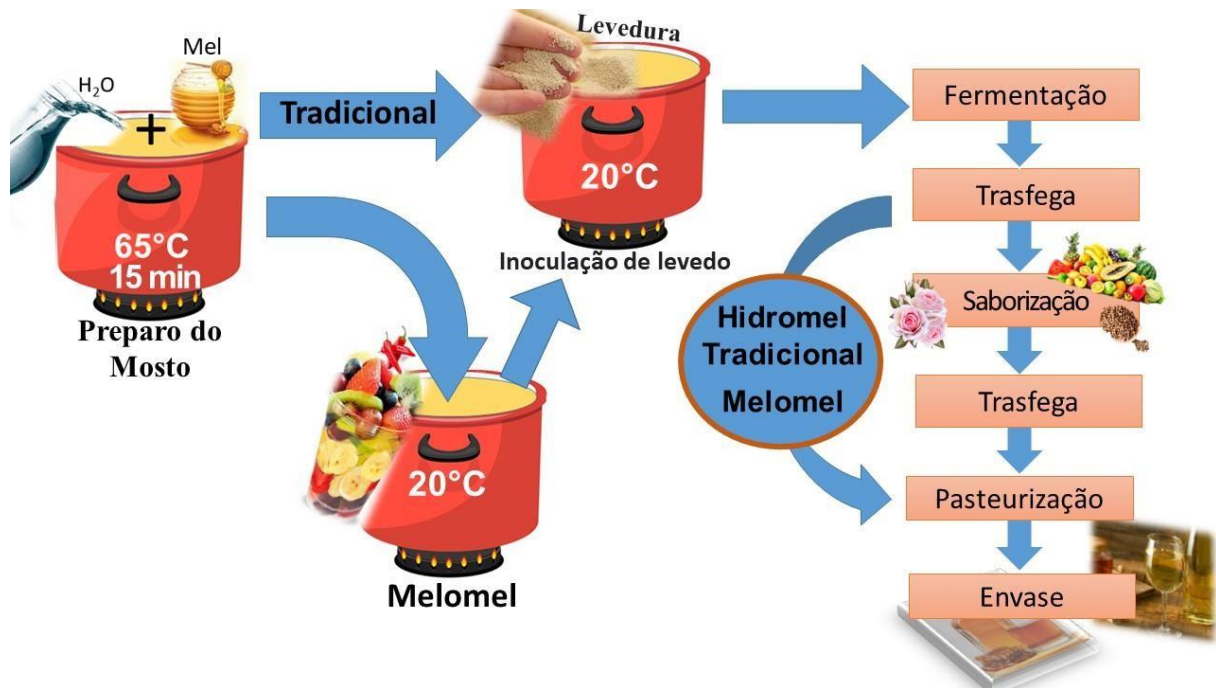 Mel
H₂O
+
65°C
15 min
Preparo do
Mosto
Tradicional
Levedura
20°C
Inoculação de levedo
20°C
Melomel
Hidromel
Tradicional
Melomel
Fermentação
Trasfega
Saborização
Trasfega
Pasteurização
Envase